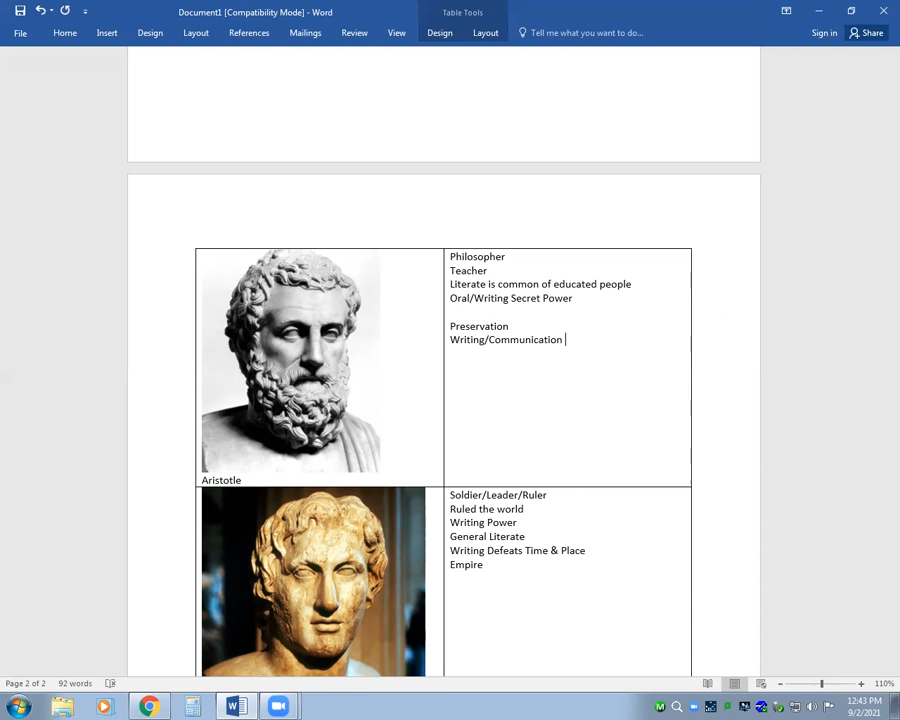 Document1 [Compatibility Mode] - Word
Table Tools
File Home Insert Design Layout References Mailings Review View Design Layout Tell me what you want to do... Sign in Share
Philosopher
Teacher
Literate is common of educated people
Oral/Writing Secret Power
Preservation
Writing/Communication
Aristotle
Soldier/Leader/Ruler
Ruled the world
Writing Power
General Literate
Writing Defeats Time & Place
Empire
Page 2 of 2 92 words 110%
12:43 PM
9/2/2021